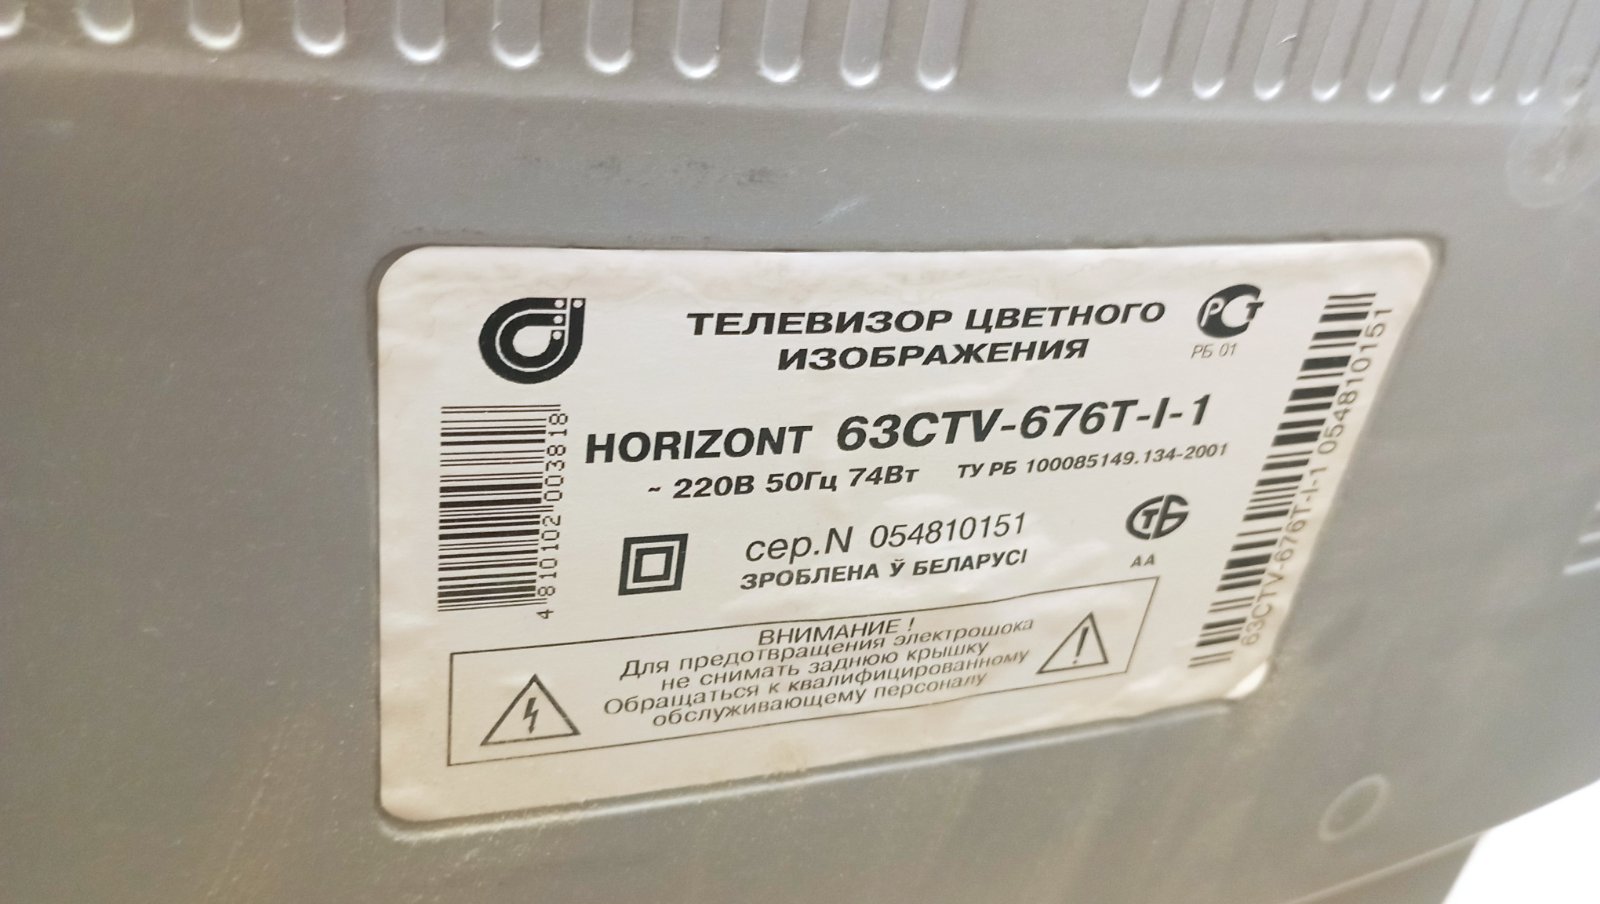 ТЕЛЕВИЗОР ЦВЕТНОГО
ИЗОБРАЖЕНИЯ
РСТ
РБ 01
HORIZONT 63CTV-676T-I-1
~ 220В 50Гц 74Вт ТУ РБ 100085149.134-2001
сер.N 054810151
ЗРОБЛЕНА Ў БЕЛАРУСІ
СТБ
АА
ВНИМАНИЕ !
Для предотвращения электрошока
не снимать заднюю крышку
Обращаться к квалифицированному
обслуживающему персоналу
4 810102 003818
63CTV-676T-I-1 054810151